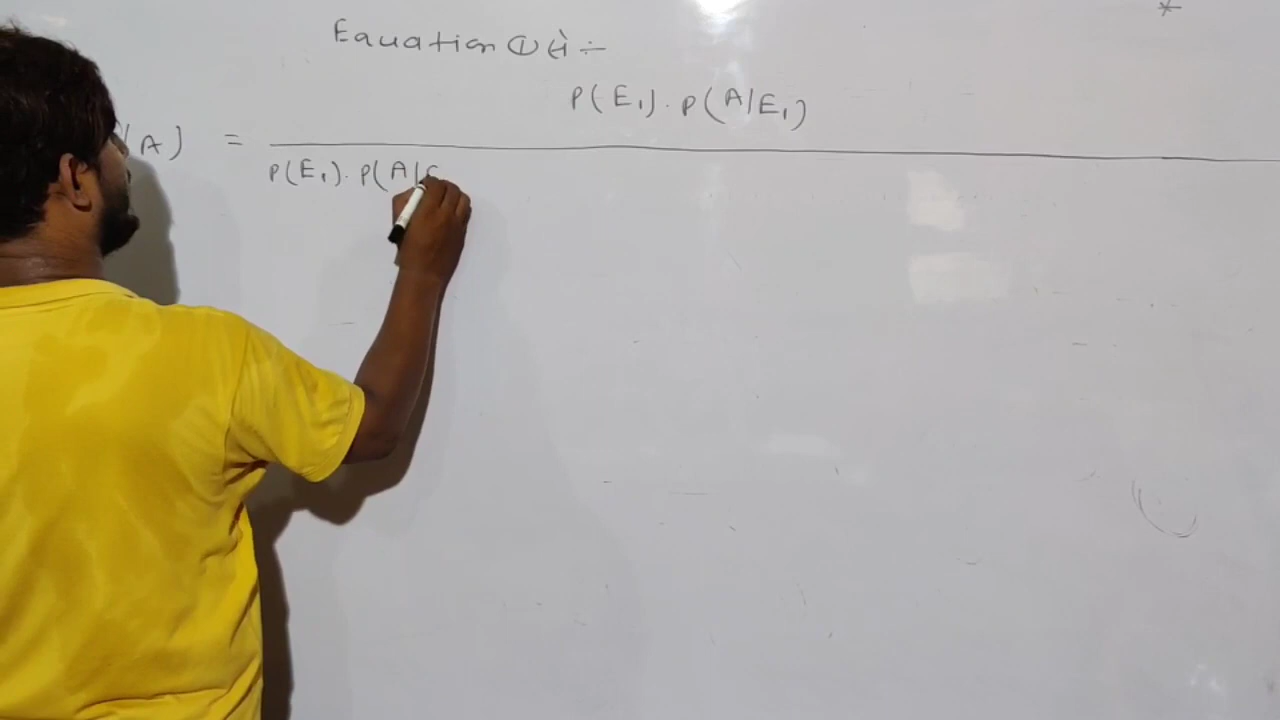 Equation ① से ÷
P(E₁). P(A/E₁)
(A) =
P(E₁). P(A/